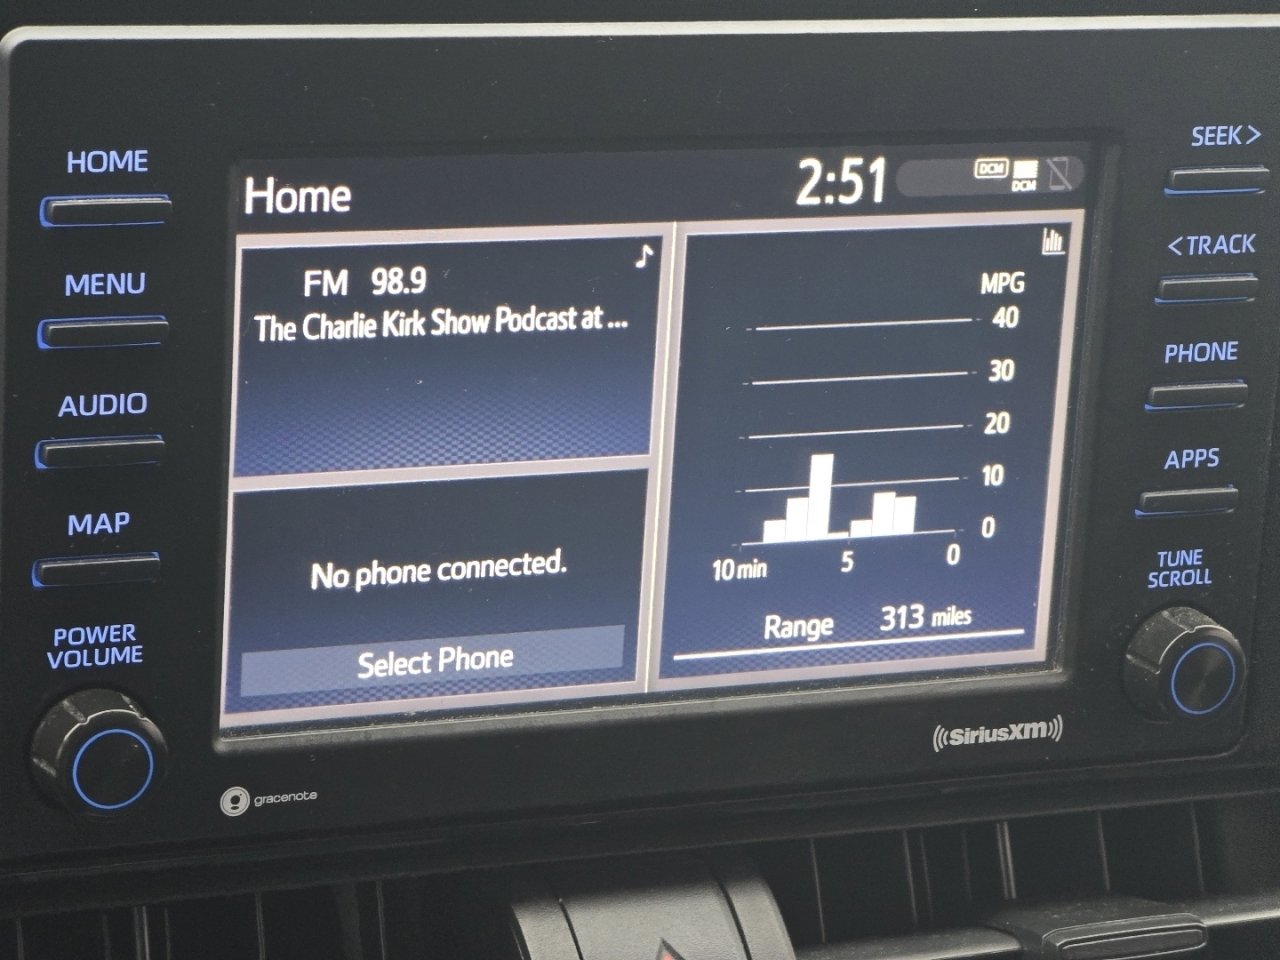 HOME
MENU
AUDIO
MAP
POWER
VOLUME
Home
2:51
DCM
DCM
FM 98.9
The Charlie Kirk Show Podcast at ...
No phone connected.
Select Phone
MPG
40
30
20
10
0
10 min 5 0
Range 313 miles
SEEK>
<TRACK
PHONE
APPS
TUNE
SCROLL
gracenote
((SiriusXM))